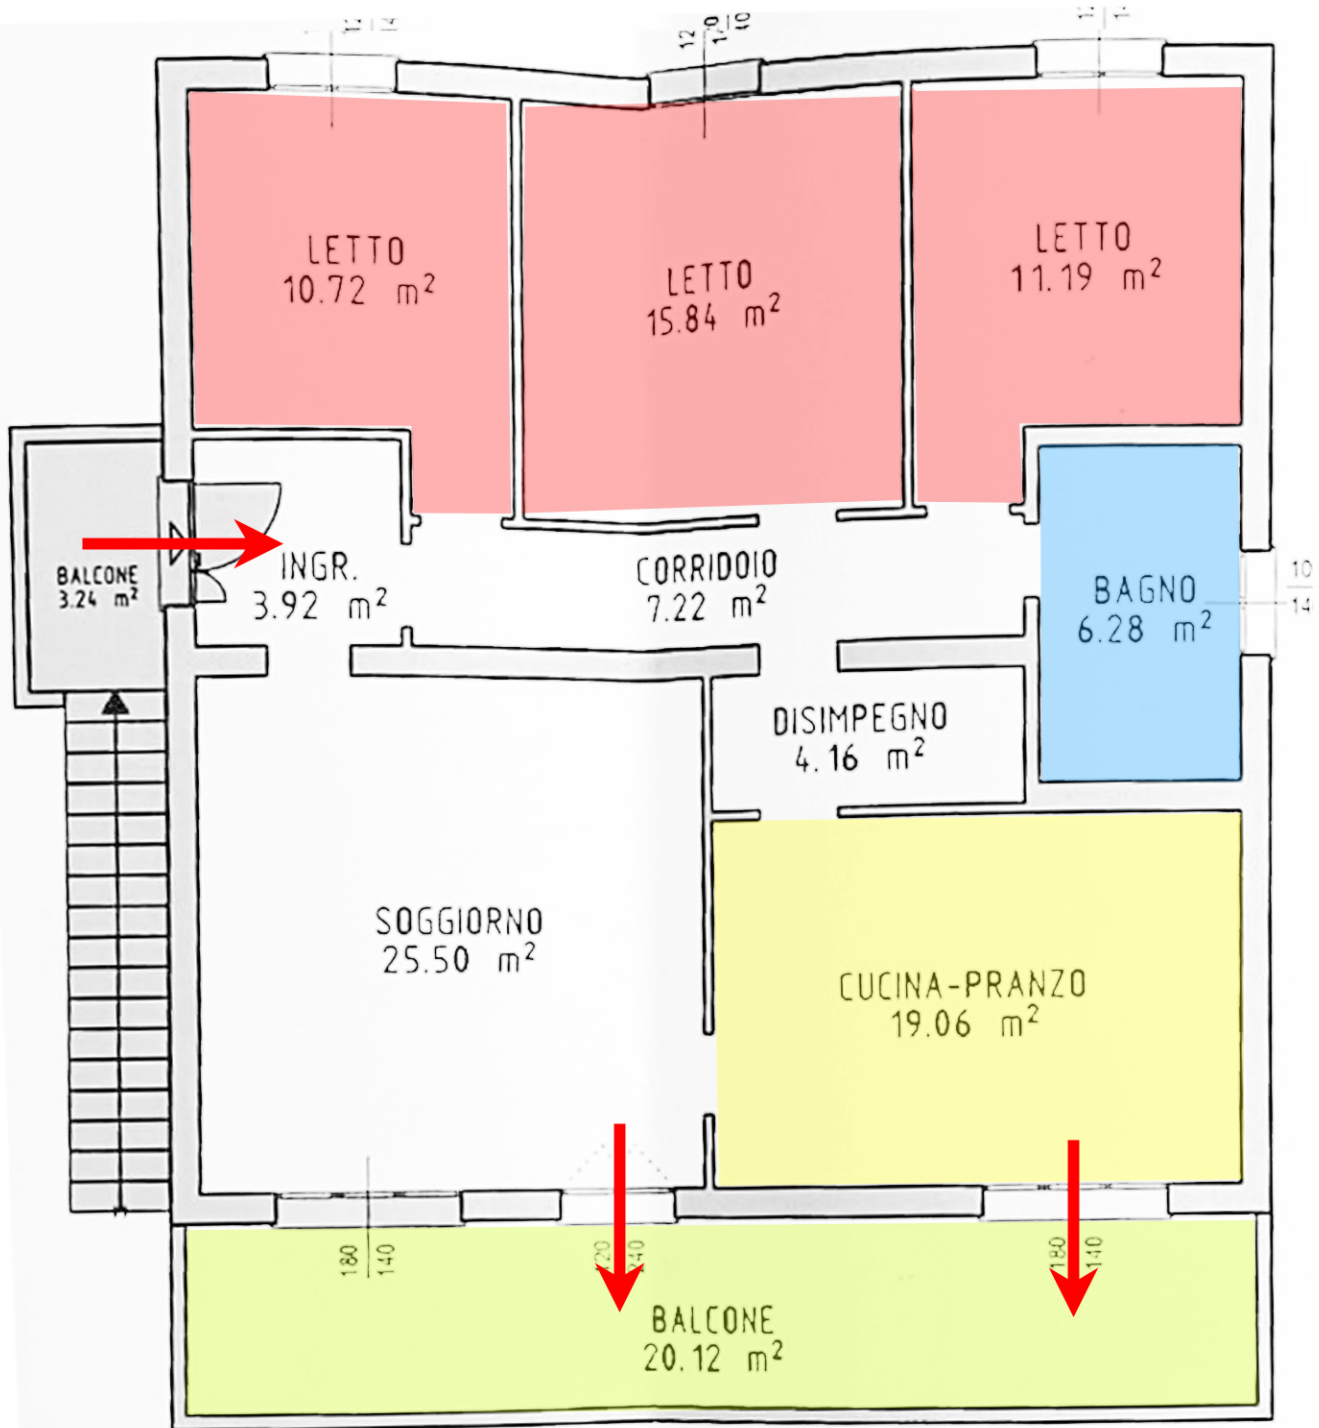 LETTO
10.72 m²
LETTO
15.84 m²
LETTO
11.19 m²
BALCONE
3.24 m²
INGR.
3.92 m²
CORRIDOIO
7.22 m²
BAGNO
6.28 m²
10
14
DISIMPEGNO
4.16 m²
SOGGIORNO
25.50 m²
CUCINA-PRANZO
19.06 m²
180
140
180
140
BALCONE
20.12 m²